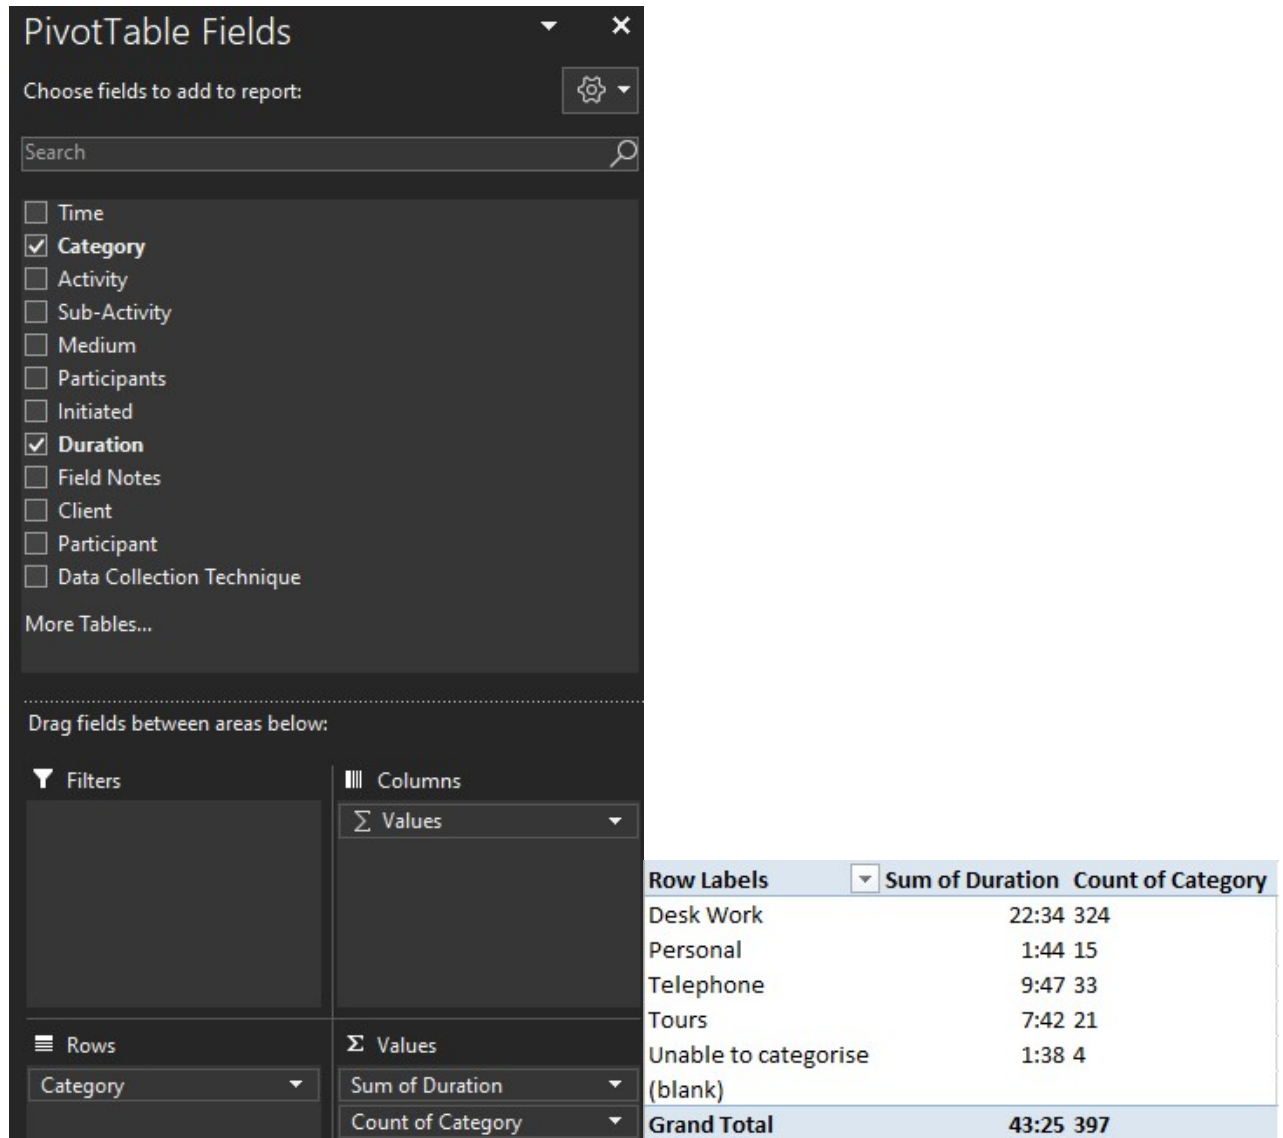 PivotTable Fields
Choose fields to add to report:
Search
Time
Category
Activity
Sub-Activity
Medium
Participants
Initiated
Duration
Field Notes
Client
Participant
Data Collection Technique
More Tables...
Drag fields between areas below:
Filters
Columns
Σ Values
Rows
Σ Values
Category
Sum of Duration
Count of Category
Row Labels Sum of Duration Count of Category
Desk Work 22:34 324
Personal 1:44 15
Telephone 9:47 33
Tours 7:42 21
Unable to categorise 1:38 4
(blank)
Grand Total 43:25 397